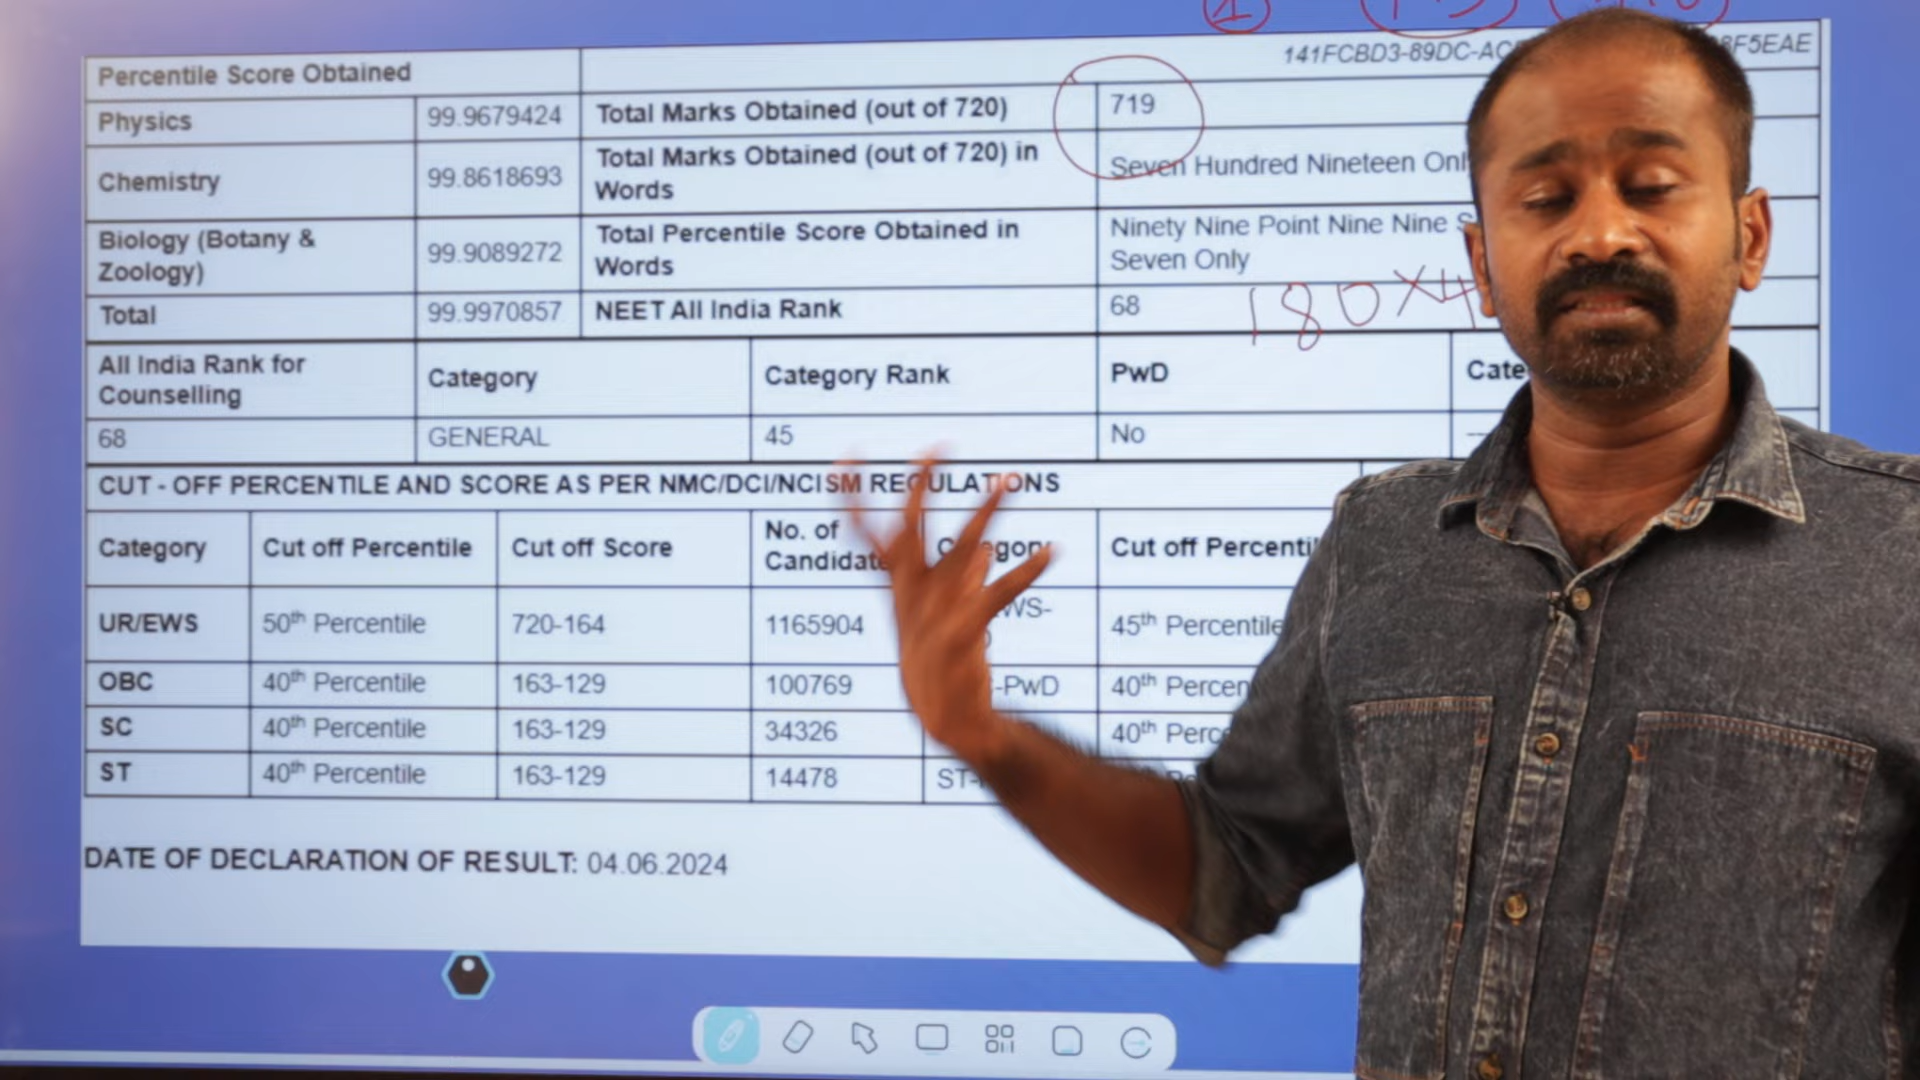 141FCBD3-89DC-AC
8F5EAE
Percentile Score Obtained
Physics 99.9679424 Total Marks Obtained (out of 720) 719
Chemistry 99.8618693 Total Marks Obtained (out of 720) in Words Seven Hundred Nineteen Onl
Biology (Botany & Zoology) 99.9089272 Total Percentile Score Obtained in Words Ninety Nine Point Nine Nine S
Seven Only
Total 99.9970857 NEET All India Rank 68
180×4
All India Rank for Counselling Category Category Rank PwD Cate
68 GENERAL 45 No
CUT - OFF PERCENTILE AND SCORE AS PER NMC/DCI/NCISM REGULATIONS
Category Cut off Percentile Cut off Score No. of Candidate Category Cut off Percenti
UR/EWS 50th Percentile 720-164 1165904 WS- 45th Percentile
OBC 40th Percentile 163-129 100769 -PwD 40th Percen
SC 40th Percentile 163-129 34326 40th Perce
ST 40th Percentile 163-129 14478 ST-
DATE OF DECLARATION OF RESULT: 04.06.2024